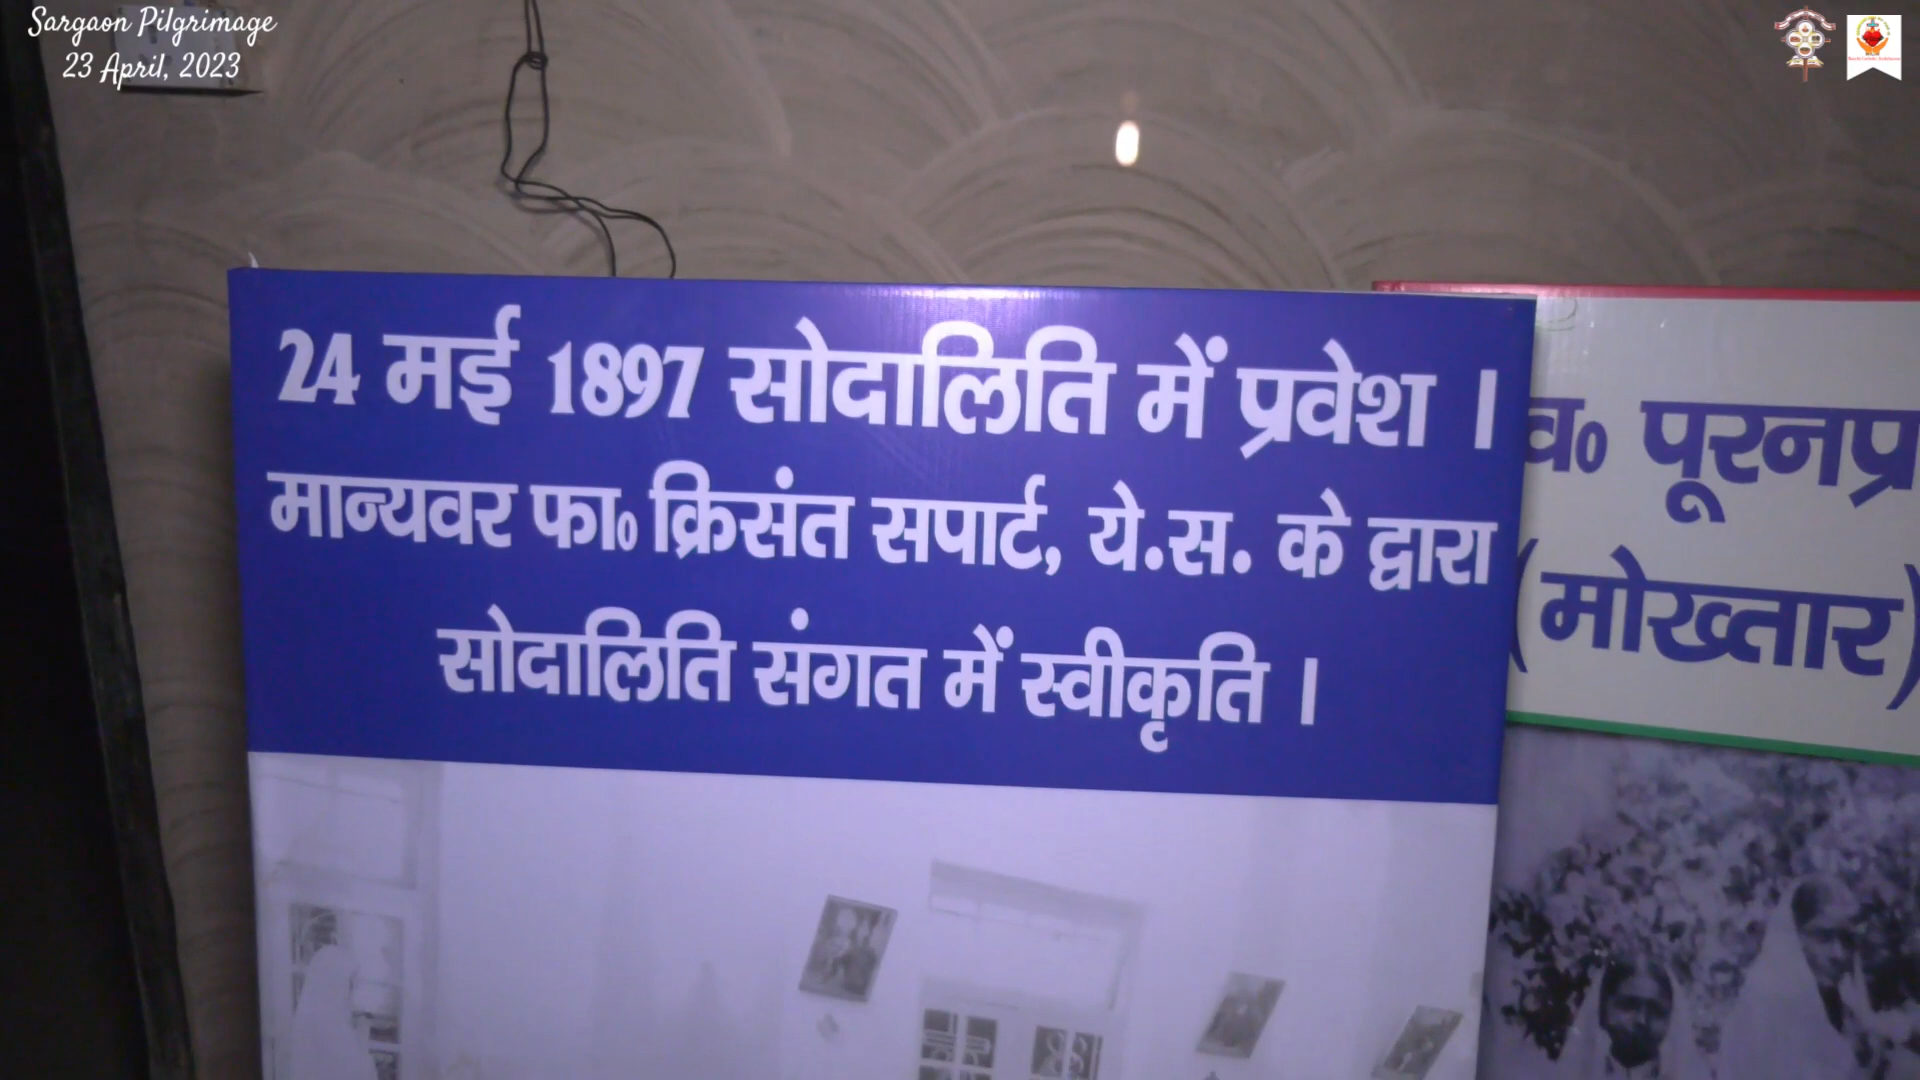 Sargaon Pilgrimage
23 April, 2023
24 मई 1897 सोदालिति में प्रवेश ।
मान्यवर फा० क्रिसंत सपार्ट, ये.स. के द्वारा
सोदालिति संगत में स्वीकृति ।
व० पूरनप्र
(मोख्तार)